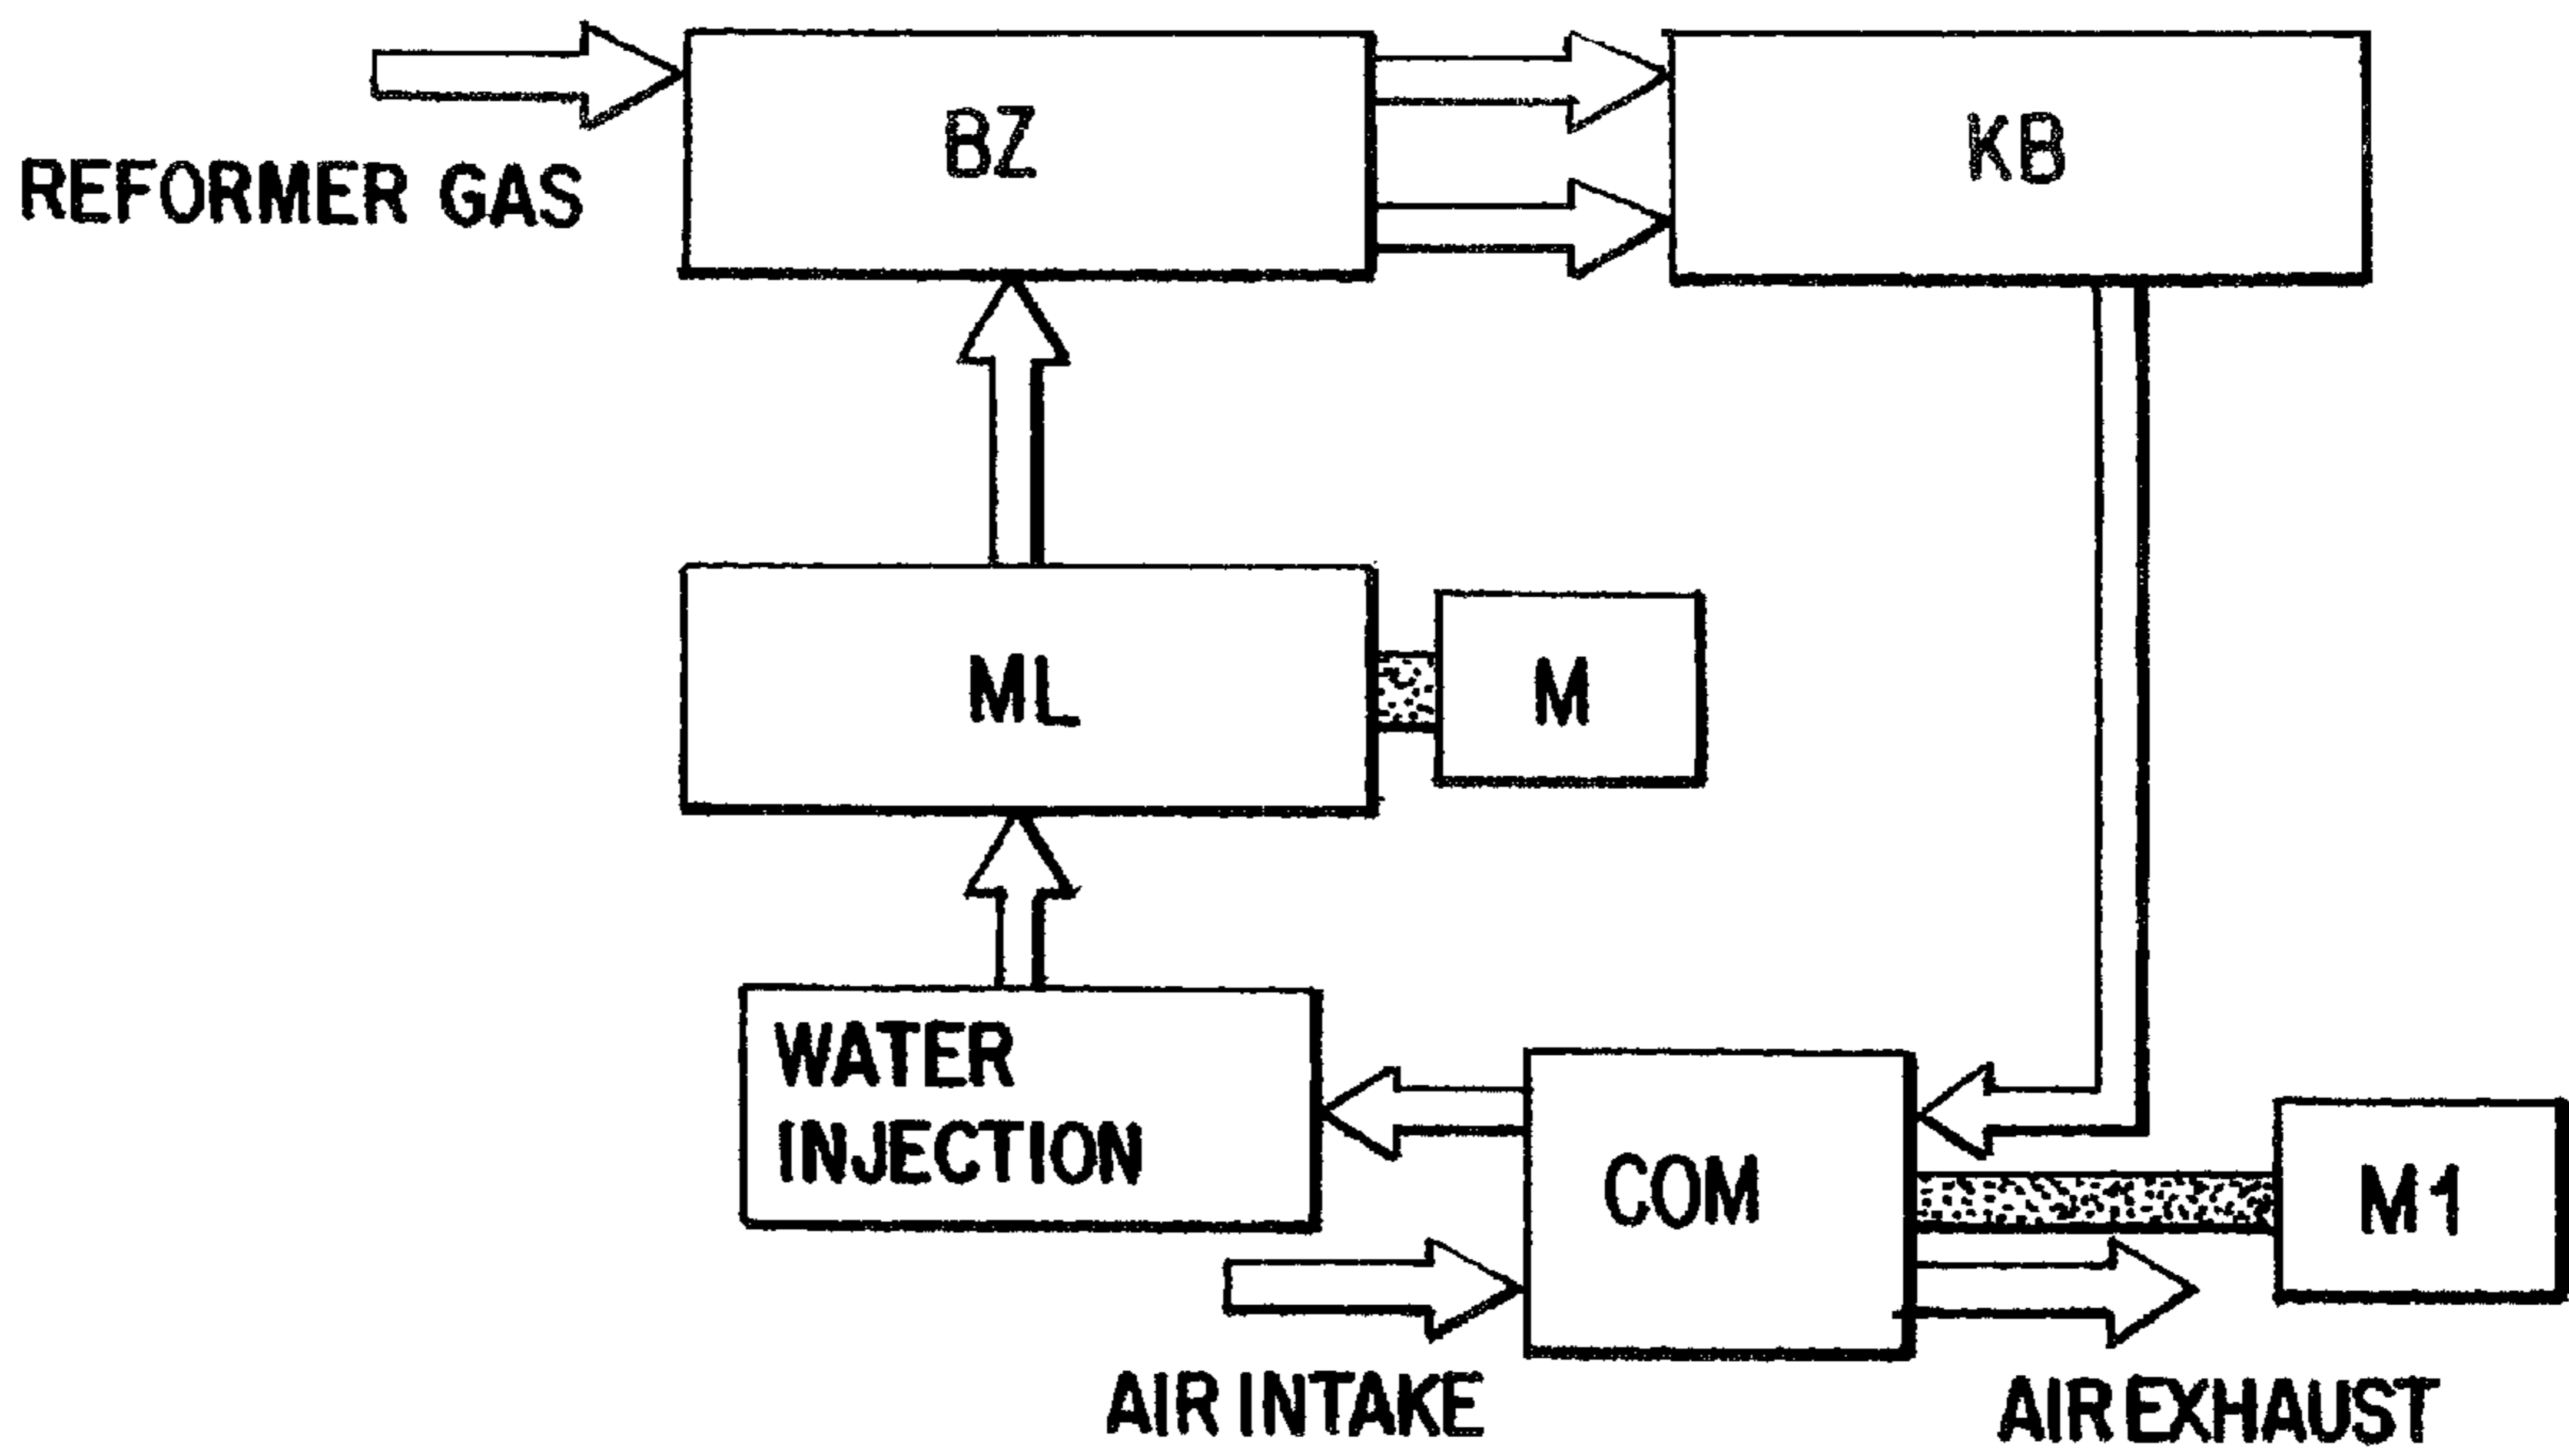 BZ
KB
REFORMER GAS
ML
M
WATER
INJECTION
COM
M1
AIR INTAKE
AIR EXHAUST